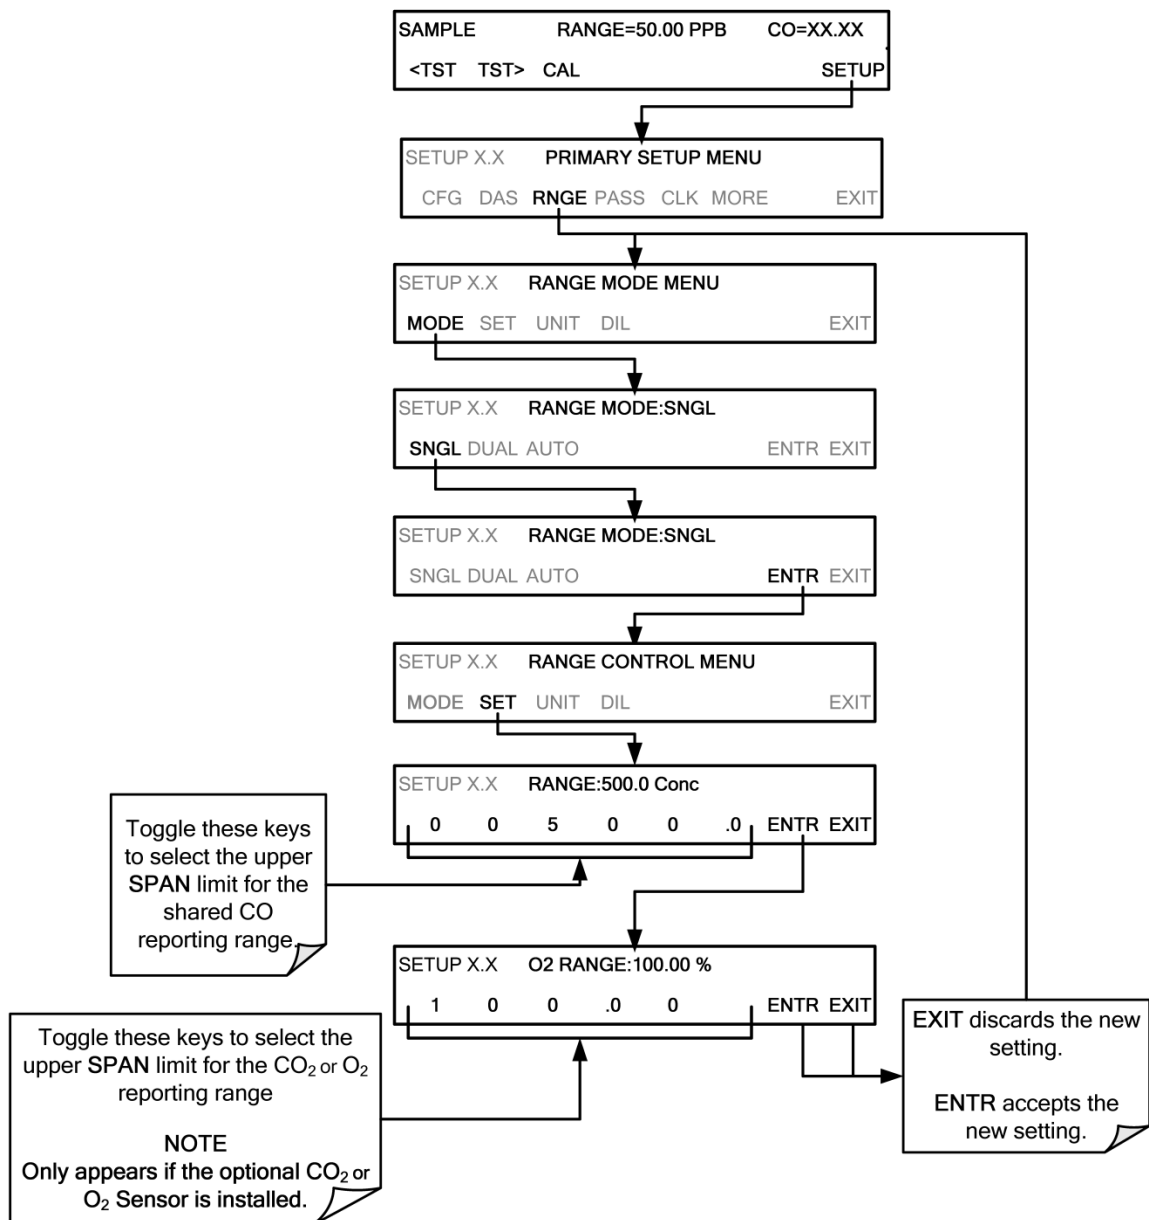 SAMPLE RANGE=50.00 PPB CO=XX.XX
<TST TST> CAL SETUP
SETUP X.X PRIMARY SETUP MENU
CFG DAS RNGE PASS CLK MORE EXIT
SETUP X.X RANGE MODE MENU
MODE SET UNIT DIL EXIT
SETUP X.X RANGE MODE:SNGL
SNGL DUAL AUTO ENTR EXIT
SETUP X.X RANGE MODE:SNGL
SNGL DUAL AUTO ENTR EXIT
SETUP X.X RANGE CONTROL MENU
MODE SET UNIT DIL EXIT
SETUP X.X RANGE:500.0 Conc
0 0 5 0 0 .0 ENTR EXIT
Toggle these keys
to select the upper
SPAN limit for the
shared CO
reporting range.
SETUP X.X O2 RANGE:100.00 %
1 0 0 .0 0 ENTR EXIT
Toggle these keys to select the
upper SPAN limit for the CO₂ or O₂
reporting range
NOTE
Only appears if the optional CO₂ or
O₂ Sensor is installed.
EXIT discards the new
setting.
ENTR accepts the
new setting.